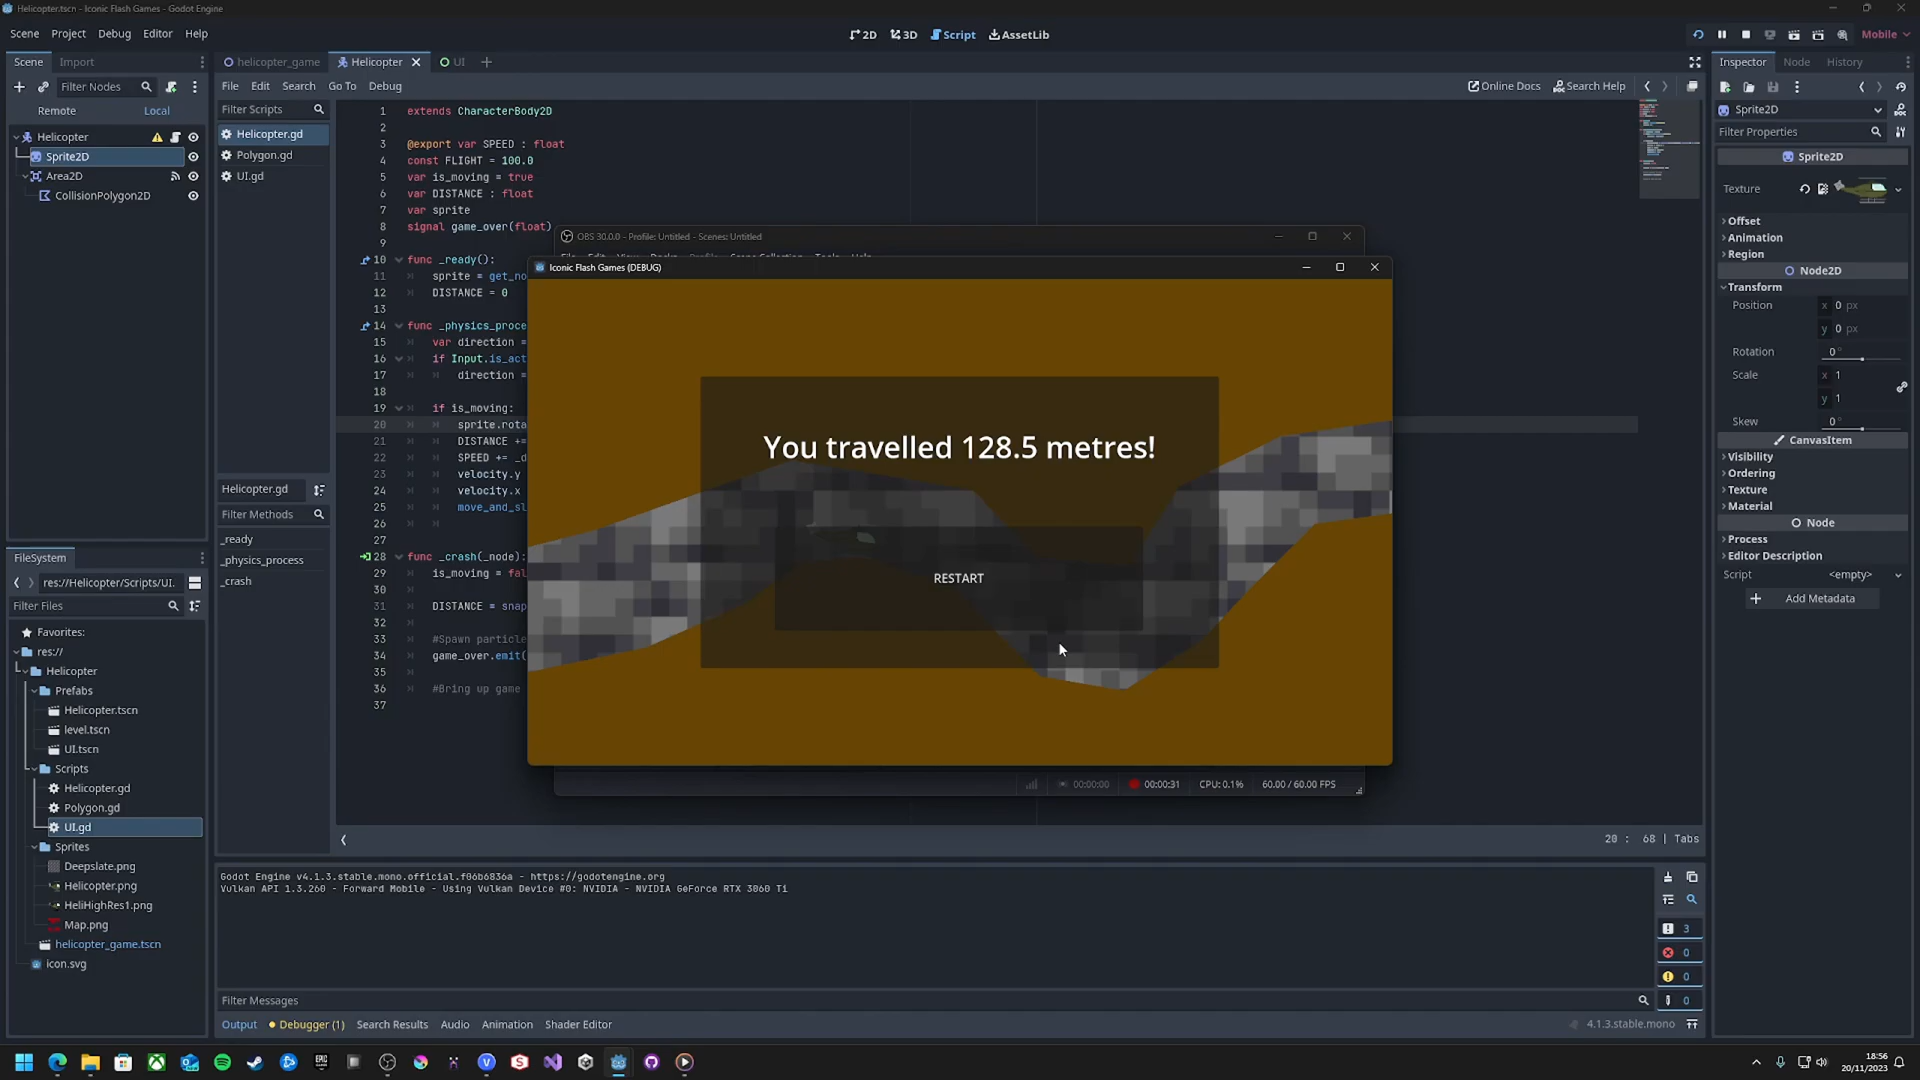 Helicopter.tscn - Iconic Flash Games - Godot Engine
Scene Project Debug Editor Help
2D 3D Script AssetLib
Mobile
Scene Import
helicopter_game Helicopter UI
Inspector Node History
Filter Nodes
File Edit Search Go To Debug
Online Docs Search Help
Remote Local
Filter Scripts
Sprite2D
Filter Properties
Helicopter
Sprite2D
Area2D
CollisionPolygon2D
Helicopter.gd
Polygon.gd
UI.gd
1 extends CharacterBody2D
2
3 @export var SPEED : float
4 const FLIGHT = 100.0
5 var is_moving = true
6 var DISTANCE : float
7 var sprite
8 signal game_over(float)
9
10 func _ready():
11 sprite = get_no
12 DISTANCE = 0
13
14 func _physics_proce
15 var direction =
16 if Input.is_act
17 direction =
18
19 if is_moving:
20 sprite.rota
21 DISTANCE +=
22 SPEED += _d
23 velocity.y
24 velocity.x
25 move_and_sl
26
27
28 func _crash(_node):
29 is_moving = fal
30
31 DISTANCE = snap
32
33 #Spawn particle
34 game_over.emit(
35
36 #Bring up game
37
OBS 30.0.0 - Profile: Untitled - Scenes: Untitled
Iconic Flash Games (DEBUG)
You travelled 128.5 metres!
RESTART
00:00:00 00:00:31 CPU: 0.1% 60.00 / 60.00 FPS
Sprite2D
Texture
Offset
Animation
Region
Node2D
Transform
Position x 0 px
y 0 px
Rotation 0 °
Scale x 1
y 1
Skew 0 °
CanvasItem
Visibility
Ordering
Texture
Material
Node
Process
Editor Description
Script <empty>
Add Metadata
Helicopter.gd
Filter Methods
_ready
_physics_process
_crash
FileSystem
res://Helicopter/Scripts/UI.
Filter Files
Favorites:
res://
Helicopter
Prefabs
Helicopter.tscn
level.tscn
UI.tscn
Scripts
Helicopter.gd
Polygon.gd
UI.gd
Sprites
Deepslate.png
Helicopter.png
HeliHighRes1.png
Map.png
helicopter_game.tscn
icon.svg
20 : 68 | Tabs
Godot Engine v4.1.3.stable.mono.official.f06b6836a - https://godotengine.org
Vulkan API 1.3.260 - Forward Mobile - Using Vulkan Device #0: NVIDIA - NVIDIA GeForce RTX 3060 Ti
3
0
0
0
Filter Messages
Output Debugger (1) Search Results Audio Animation Shader Editor
4.1.3.stable.mono
18:56
20/11/2023